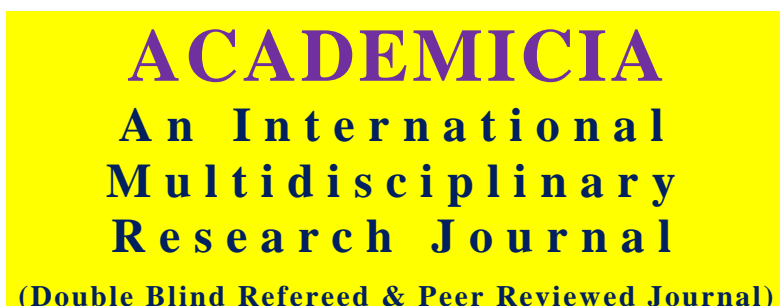 ACADEMICIA
An International
Multidisciplinary
Research Journal
(Double Blind Refereed & Peer Reviewed Journal)